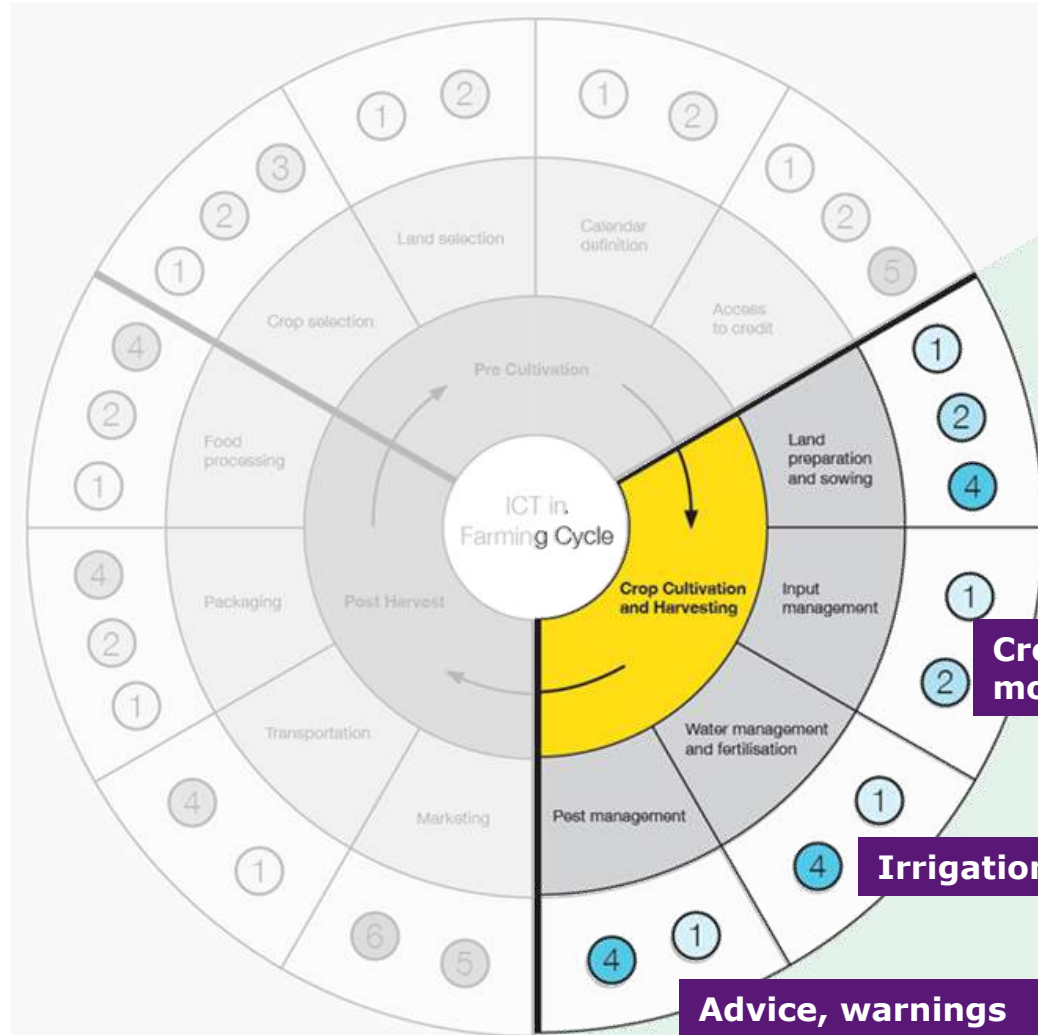 1
2
1
2
3
2
1
1
2
5
Land selection
Calendar
definition
Crop selection
Access
to credit
Pre Cultivation
4
2
1
Food
processing
1
2
4
Land
preparation
and sowing
ICT in
Farming Cycle
4
2
1
Packaging
Post Harvest
Crop Cultivation
and Harvesting
Input
management
1
2
Transportation
Water management
and fertilisation
4
1
Marketing
Pest management
1
4
Irrigation
6
5
4
1
Advice, warnings